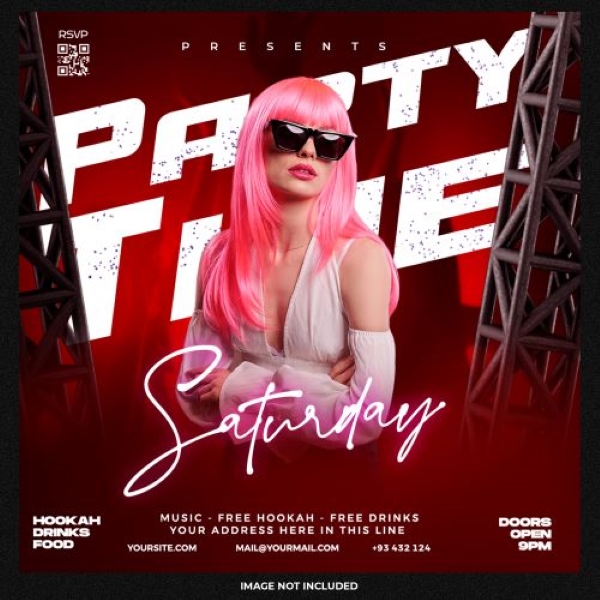 RSVP
PRESENTS
PARTY
TIME
Saturday
HOOKAH
DRINKS
FOOD
MUSIC - FREE HOOKAH - FREE DRINKS
YOUR ADDRESS HERE IN THIS LINE
YOURSITE.COM MAIL@YOURMAIL.COM +93 432 124
DOORS
OPEN
9PM
IMAGE NOT INCLUDED